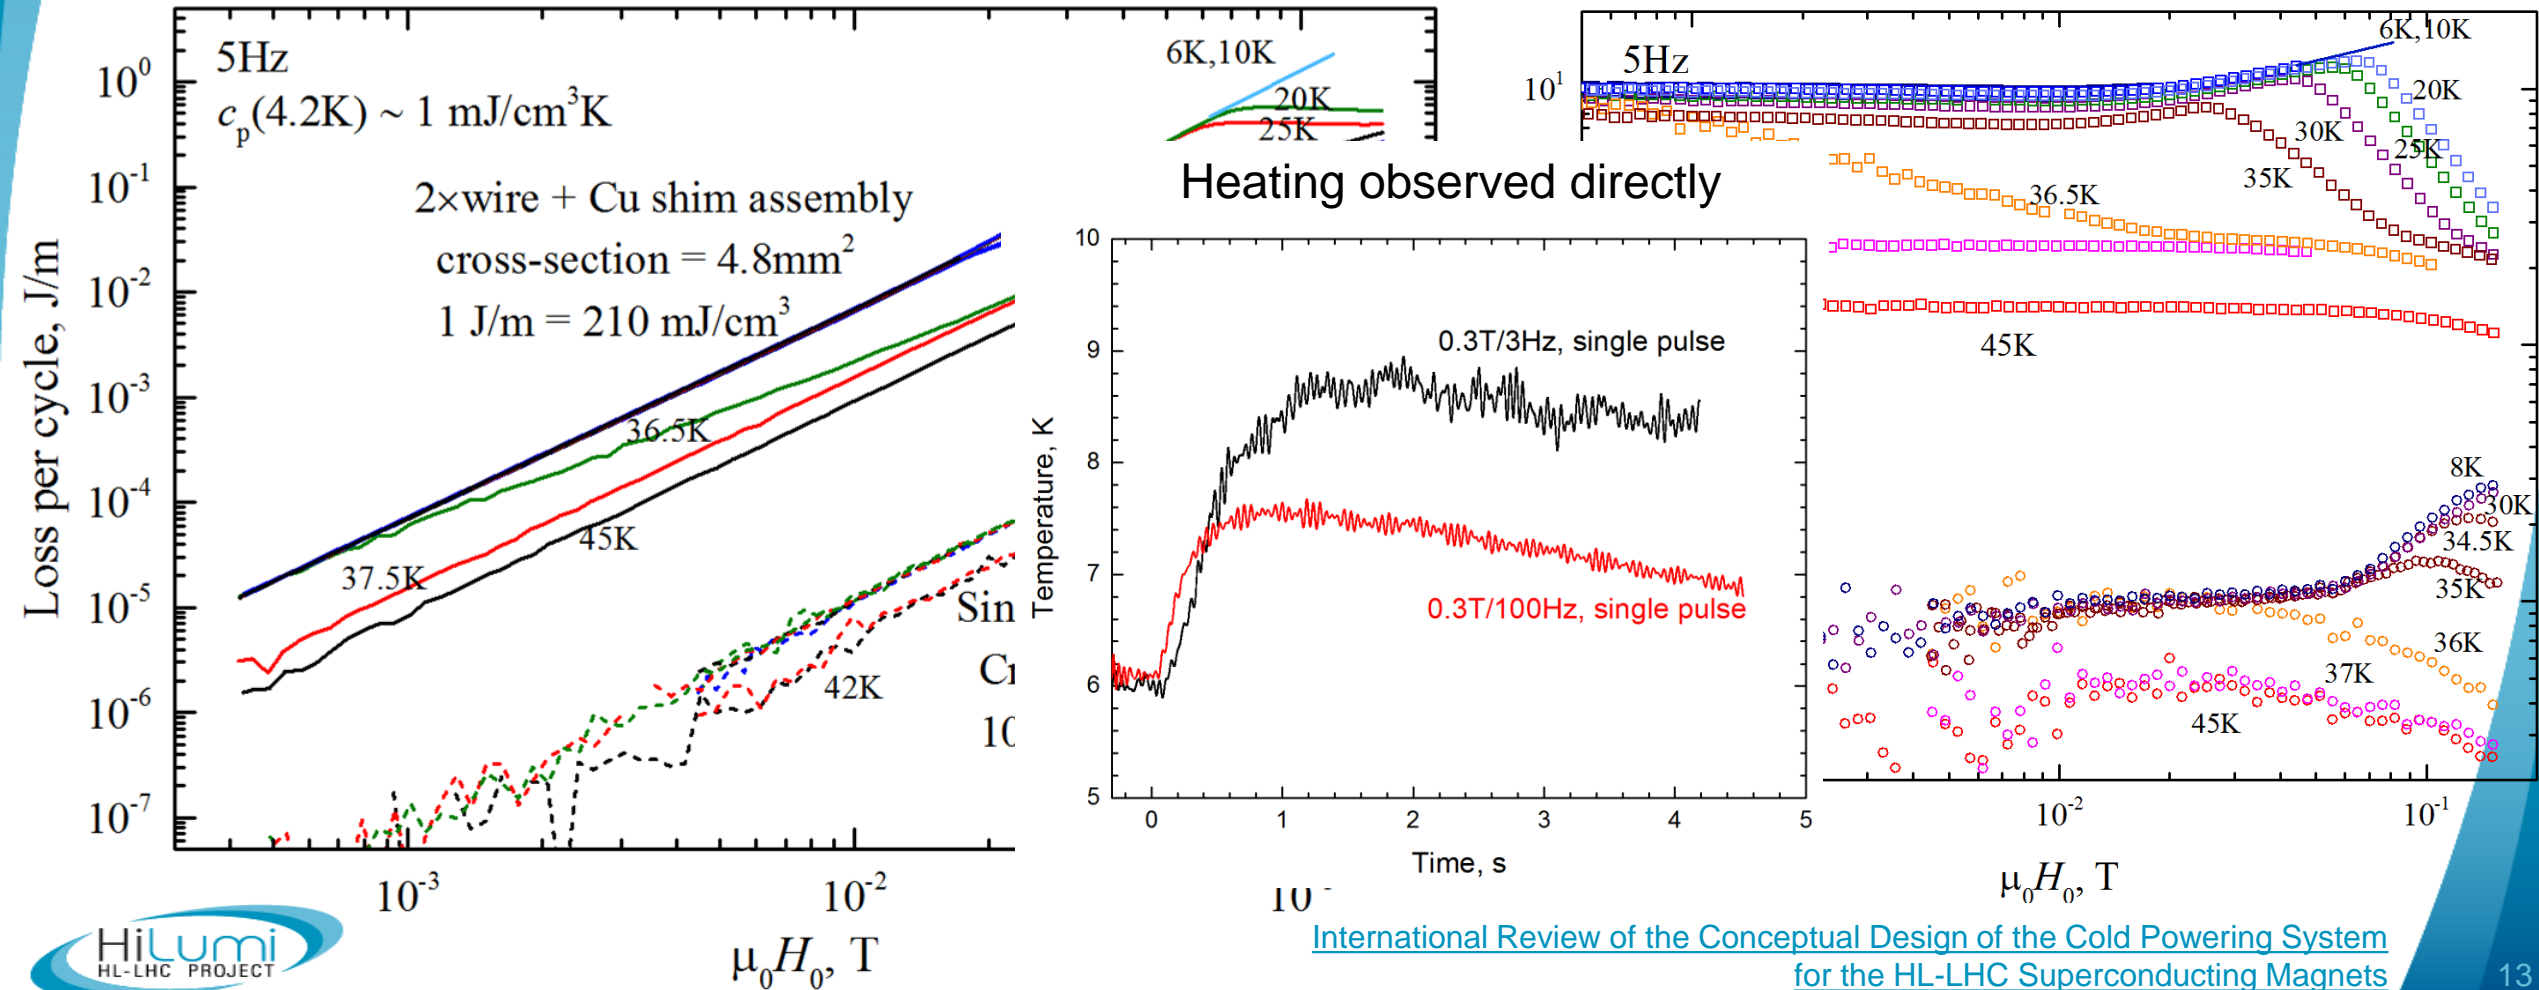 5Hz
c_p(4.2K) ~ 1 mJ/cm³K
2×wire + Cu shim assembly
cross-section = 4.8mm²
1 J/m = 210 mJ/cm³
Loss per cycle, J/m
10⁰
10⁻¹
10⁻²
10⁻³
10⁻⁴
10⁻⁵
10⁻⁶
10⁻⁷
6K,10K
20K
25K
36.5K
37.5K
45K
42K
10⁻³
10⁻²
μ₀H₀, T
Heating observed directly
Temperature, K
10
9
8
7
6
5
0.3T/3Hz, single pulse
0.3T/100Hz, single pulse
0
1
2
3
4
5
Time, s
5Hz
10¹
6K,10K
20K
30K
25K
35K
36.5K
45K
8K
30K
34.5K
35K
36K
37K
45K
10⁻²
10⁻¹
μ₀H₀, T
HiLumi
HL-LHC PROJECT
International Review of the Conceptual Design of the Cold Powering System
for the HL-LHC Superconducting Magnets
13